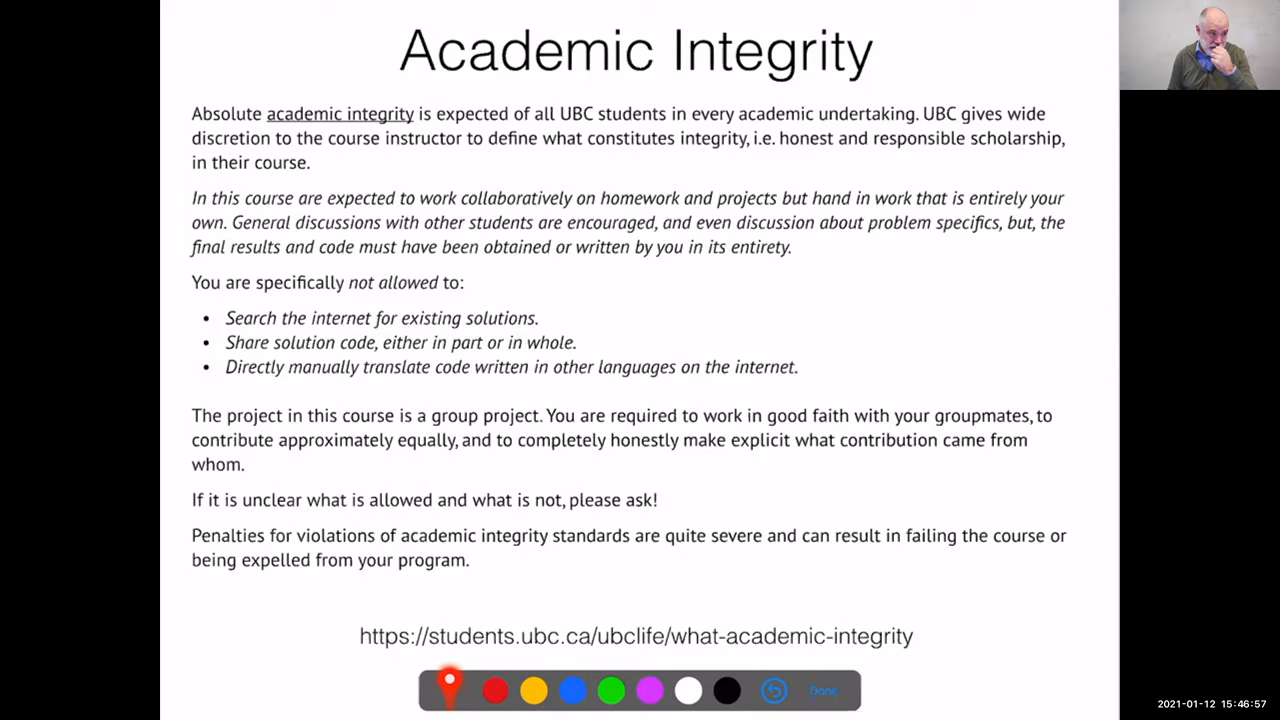 Academic Integrity
Absolute academic integrity is expected of all UBC students in every academic undertaking. UBC gives wide
discretion to the course instructor to define what constitutes integrity, i.e. honest and responsible scholarship,
in their course.
In this course are expected to work collaboratively on homework and projects but hand in work that is entirely your
own. General discussions with other students are encouraged, and even discussion about problem specifics, but, the
final results and code must have been obtained or written by you in its entirety.
You are specifically not allowed to:
• Search the internet for existing solutions.
• Share solution code, either in part or in whole.
• Directly manually translate code written in other languages on the internet.
The project in this course is a group project. You are required to work in good faith with your groupmates, to
contribute approximately equally, and to completely honestly make explicit what contribution came from
whom.
If it is unclear what is allowed and what is not, please ask!
Penalties for violations of academic integrity standards are quite severe and can result in failing the course or
being expelled from your program.
https://students.ubc.ca/ubclife/what-academic-integrity
Done
2021-01-12 15:46:57